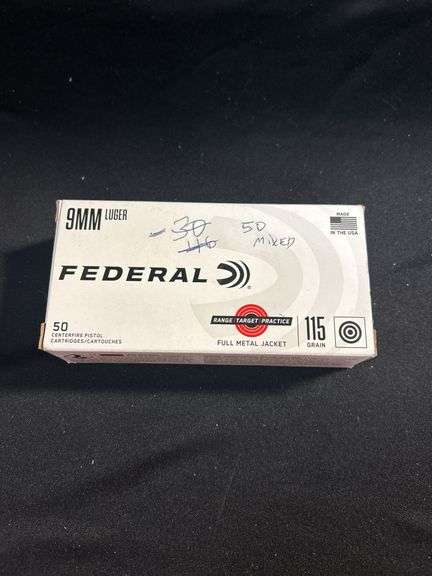 9MM LUGER
-30 50
46 MIXED
MADE
IN THE USA
FEDERAL ®
50
CENTERFIRE PISTOL
CARTRIDGES/CARTOUCHES
RANGE TARGET PRACTICE
FULL METAL JACKET
115
GRAIN